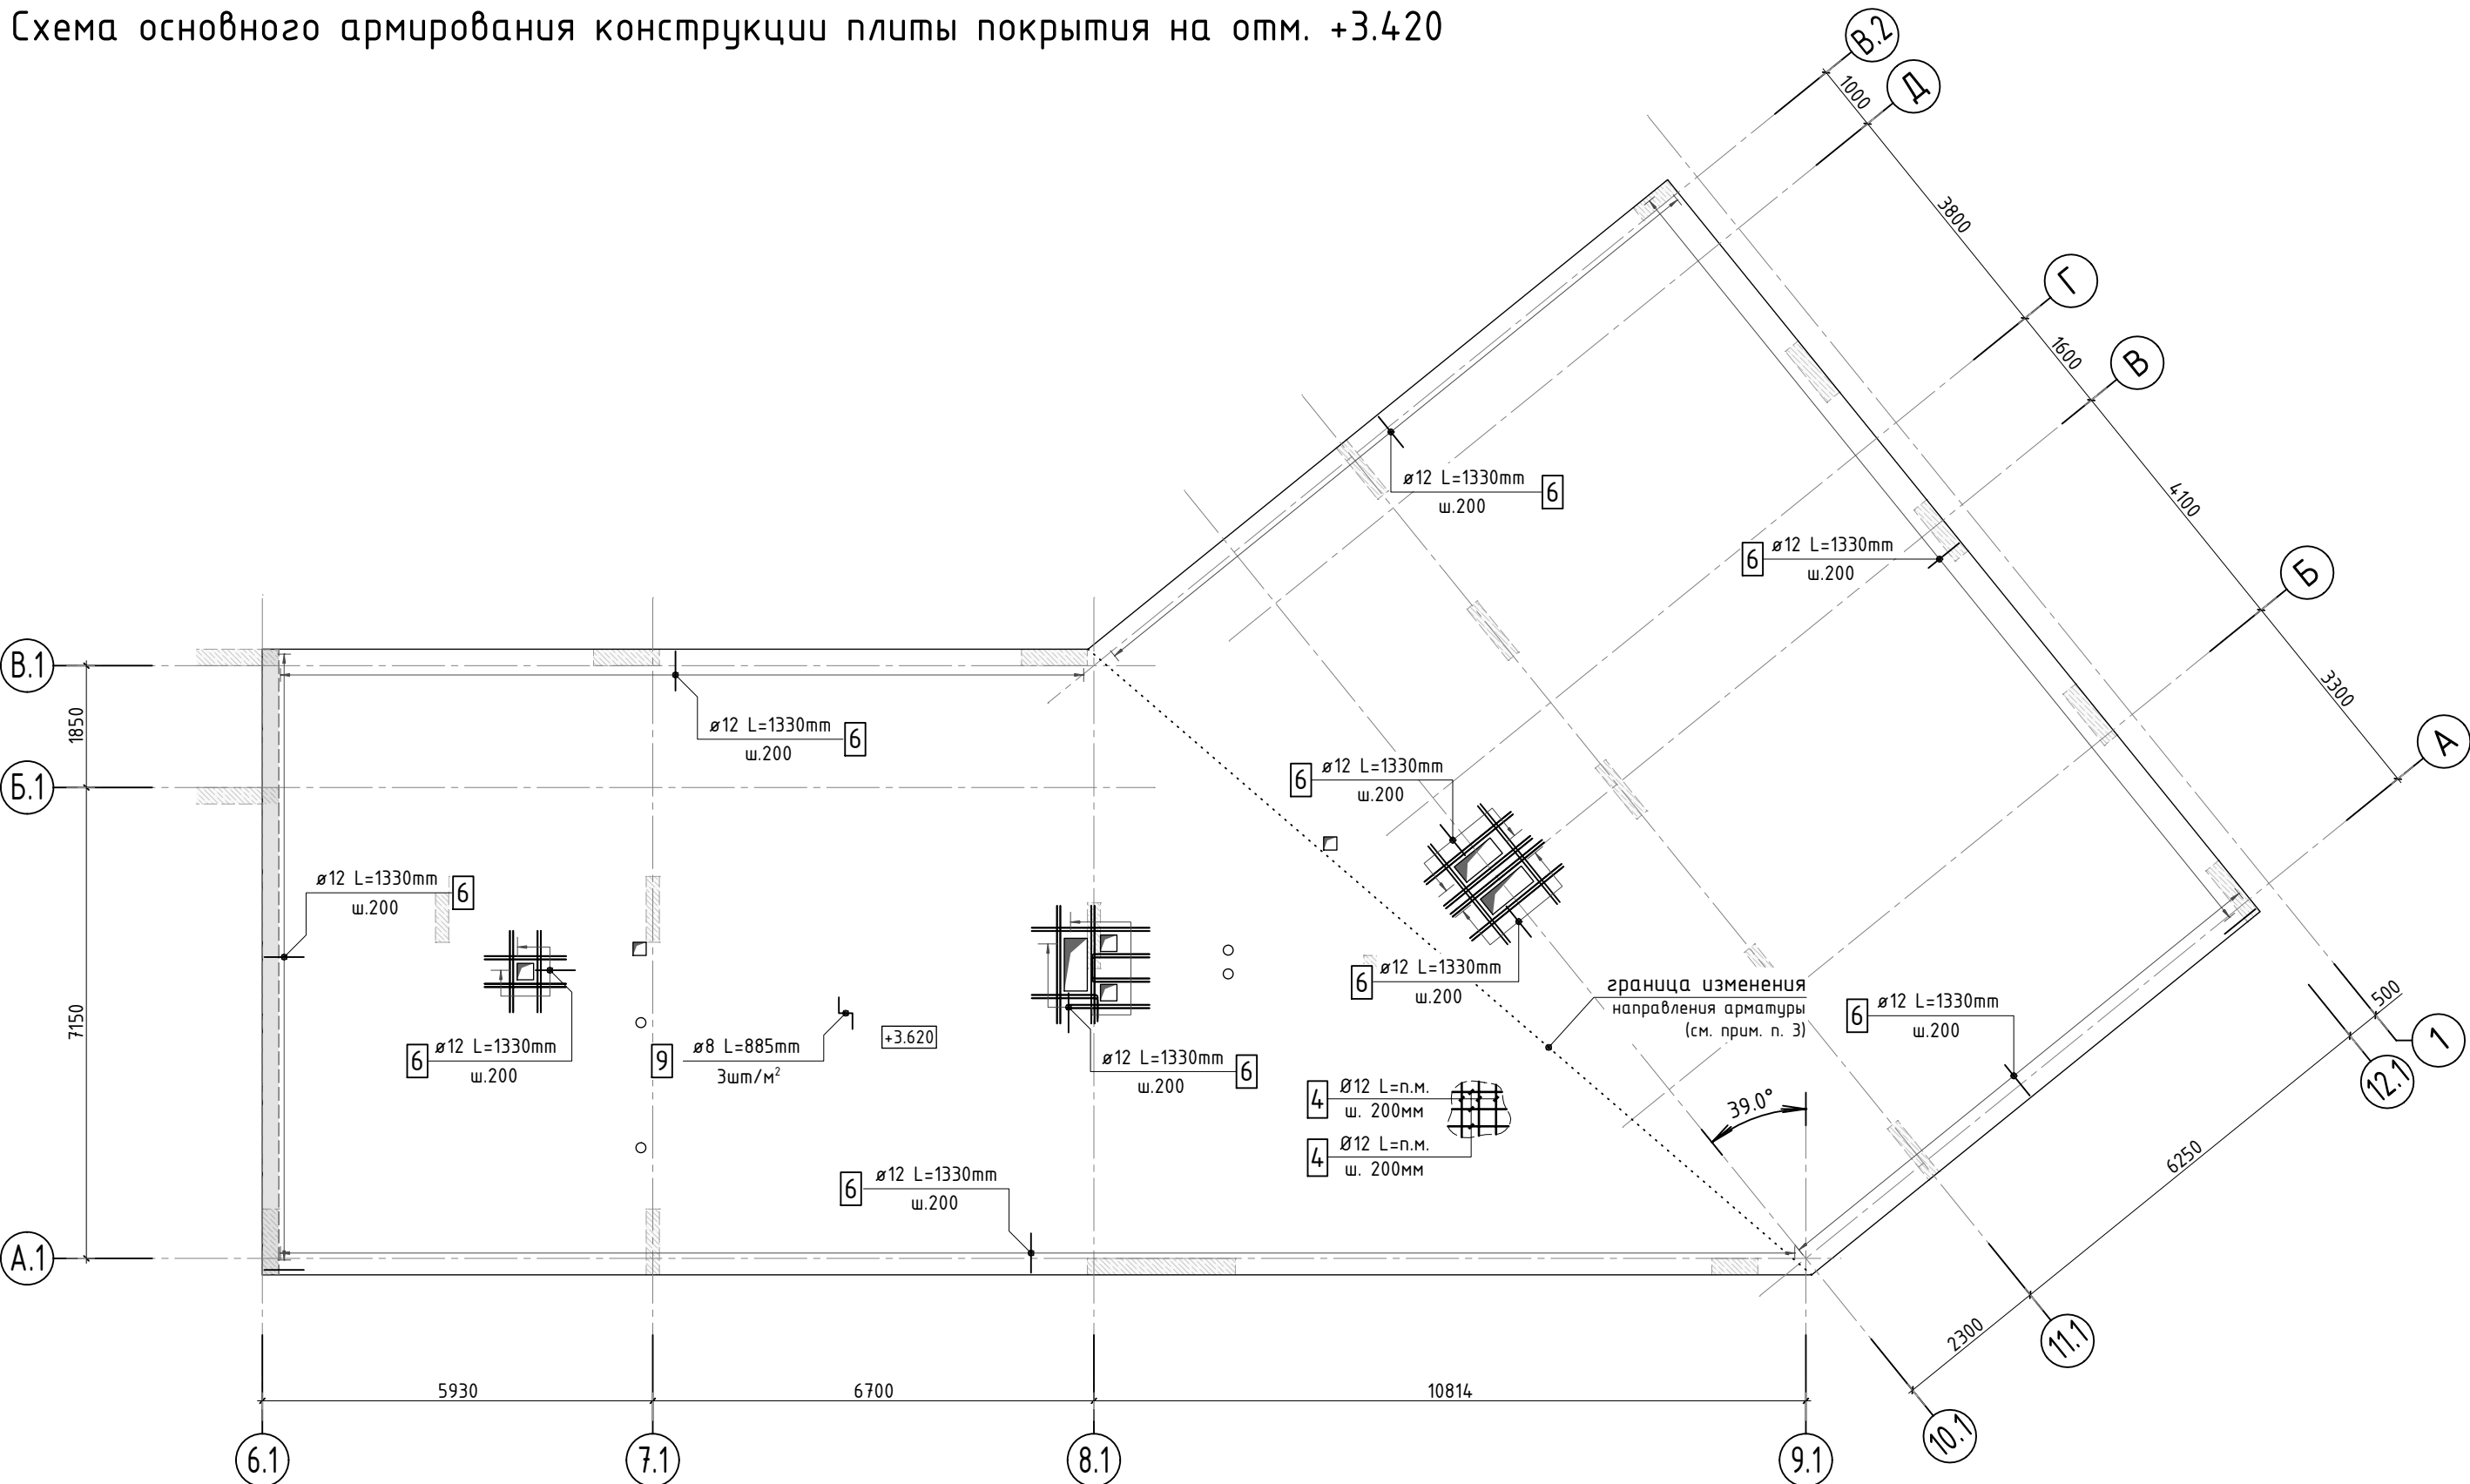 Схема основного армирования конструкции плиты покрытия на отм. +3.420
В.2
1000
Д
3800
Г
1600
В
4100
Б
3300
А
ø12 L=1330mm
ш.200
6
6
ø12 L=1330mm
ш.200
В.1
1850
Б.1
7150
А.1
ø12 L=1330mm
ш.200
6
6
ø12 L=1330mm
ш.200
ø12 L=1330mm
ш.200
6
6
ø12 L=1330mm
ш.200
граница изменения
направления арматуры
(см. прим. п. 3)
6
ø12 L=1330mm
ш.200
500
1
12.1
6
ø12 L=1330mm
ш.200
9
ø8 L=885mm
3шт/м²
+3.620
ø12 L=1330mm
ш.200
6
4
Ø12 L=п.м.
ш. 200мм
4
Ø12 L=п.м.
ш. 200мм
39.0°
6250
6
ø12 L=1330mm
ш.200
2300
11.1
10.1
5930
6700
10814
6.1
7.1
8.1
9.1